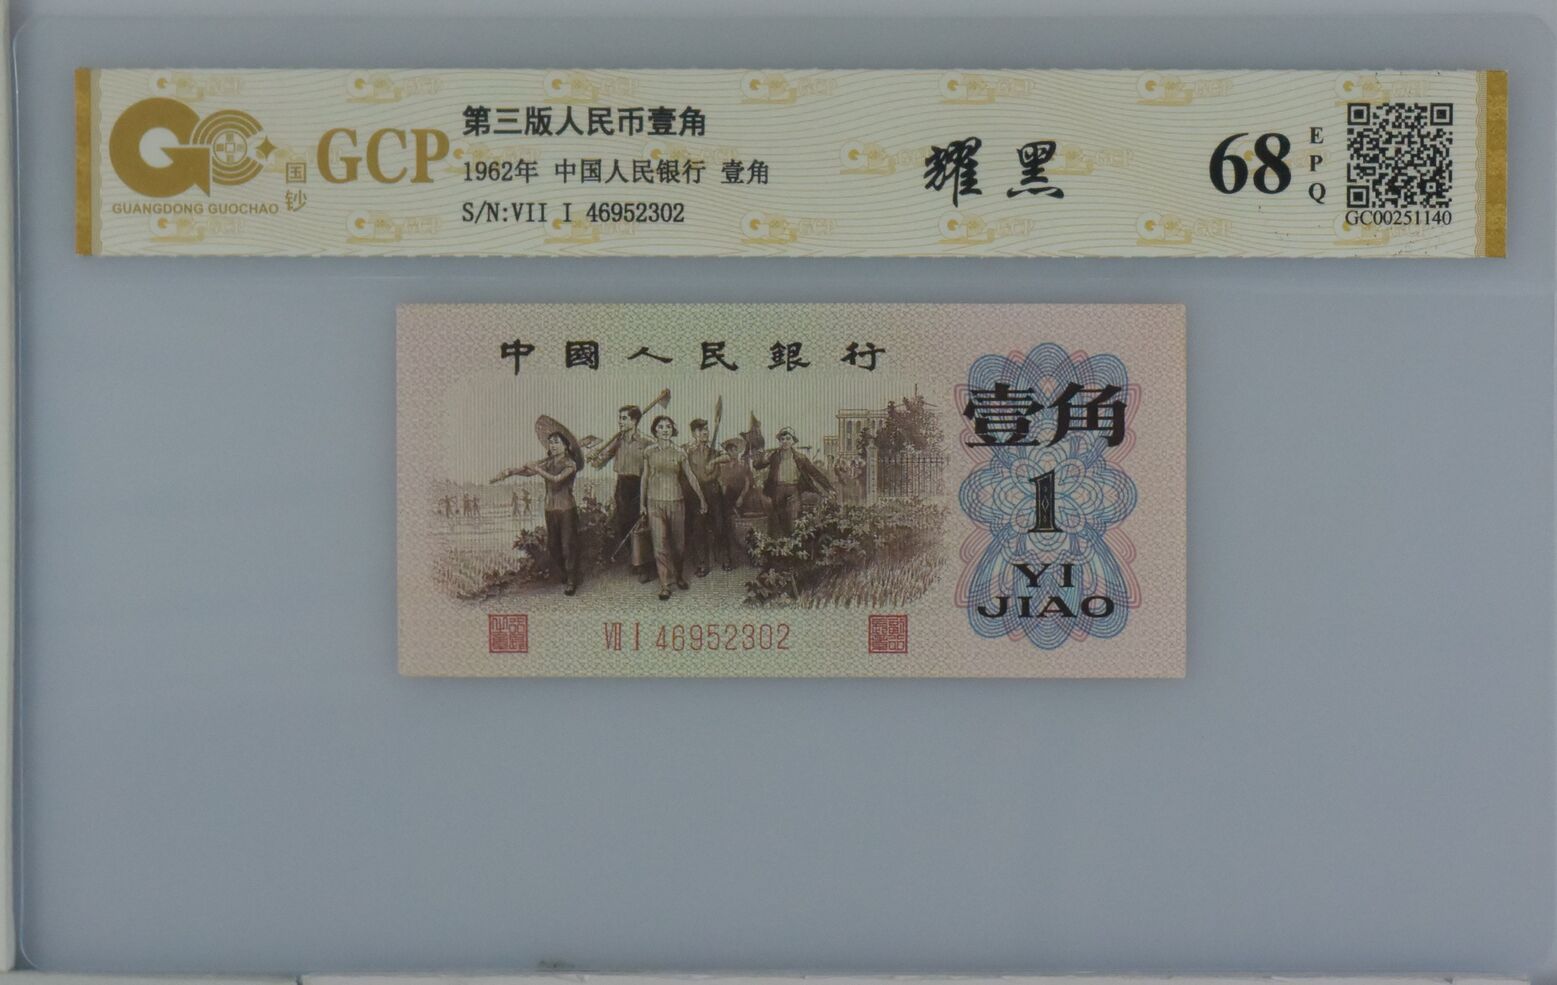 GUANGDONG GUOCHAO
国钞
GCP
第三版人民币壹角
1962年 中国人民银行 壹角
S/N:VII I 46952302
耀黑
68
EPQ
GC00251140
中國人民銀行
壹角
1
YI
JIAO
VII I 46952302